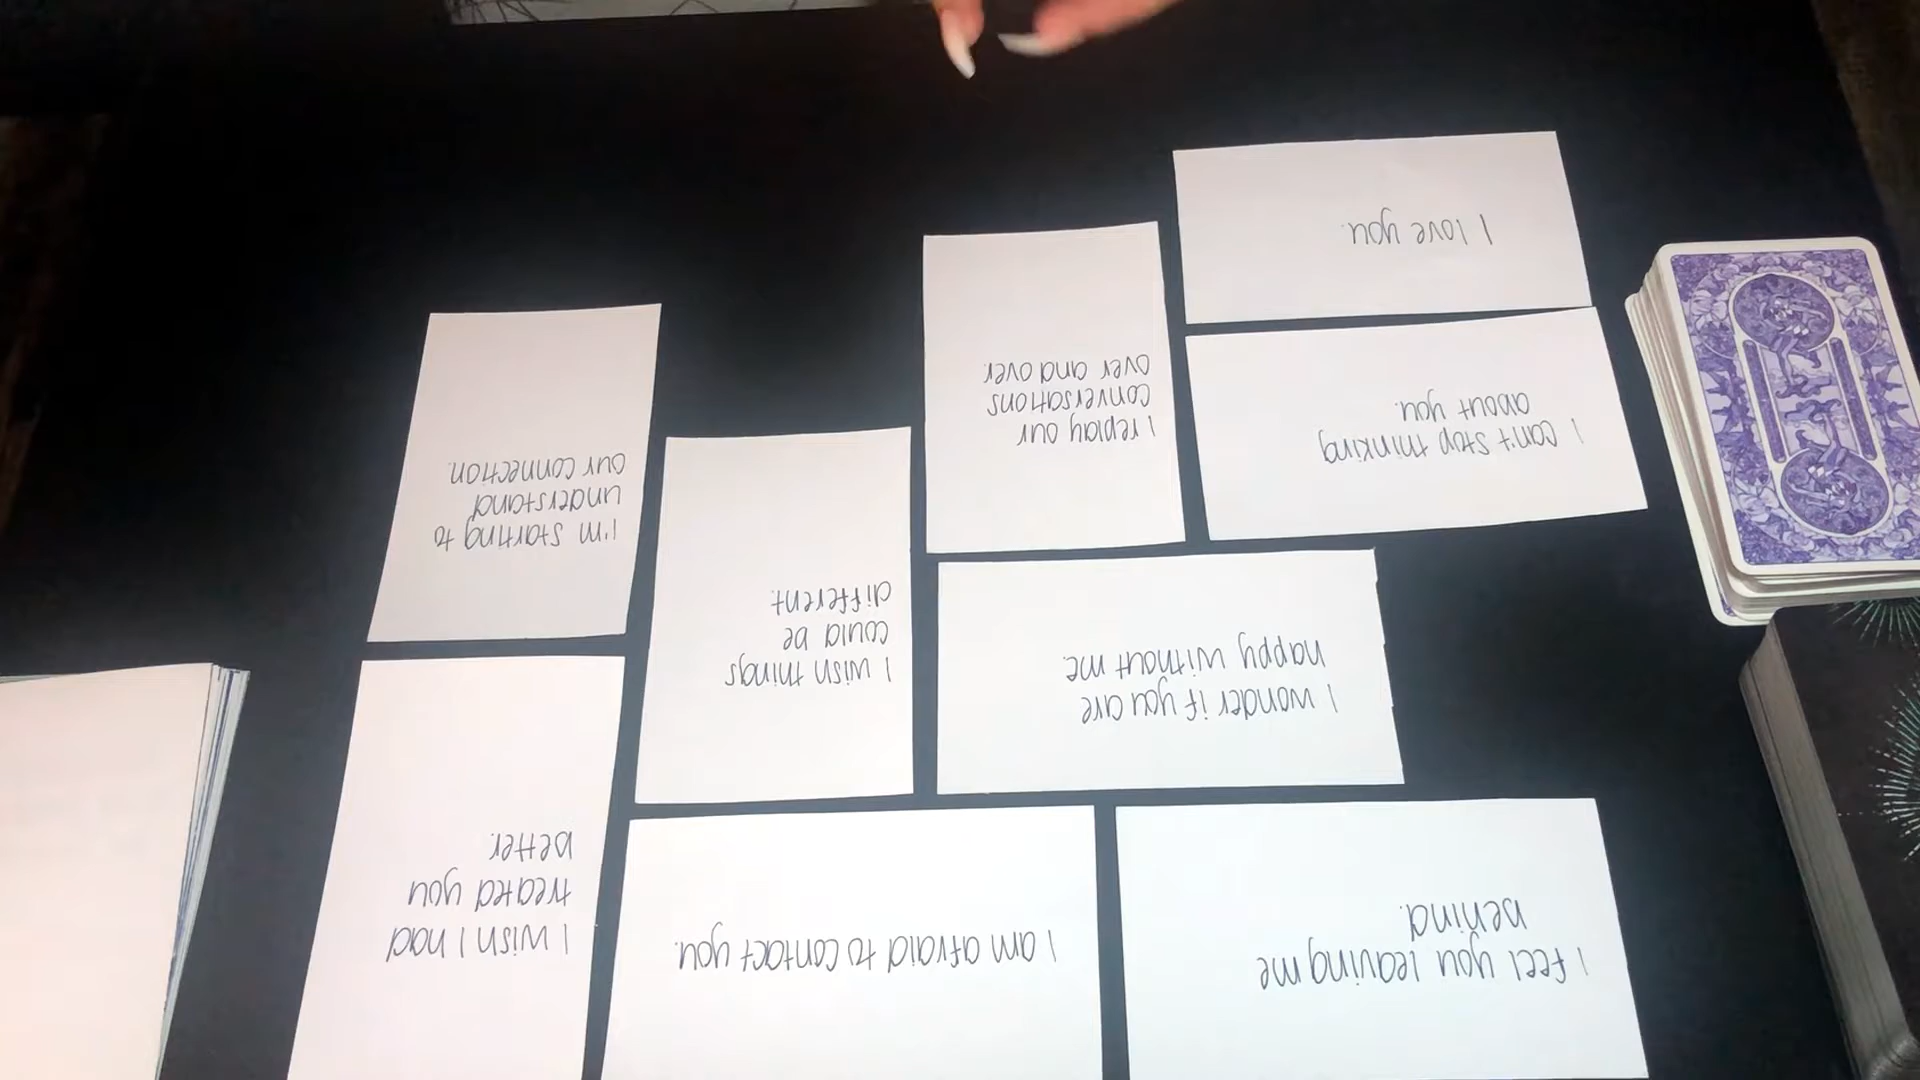 I feel you leaving me
behind.
I am afraid to contact you.
I wish I had
treated you
better.
I wonder if you are
happy without me.
I wish things
could be
different.
I'm starting to
understand
our connection.
I can't stop thinking
about you.
I replay our
conversations
over and over.
I love you.